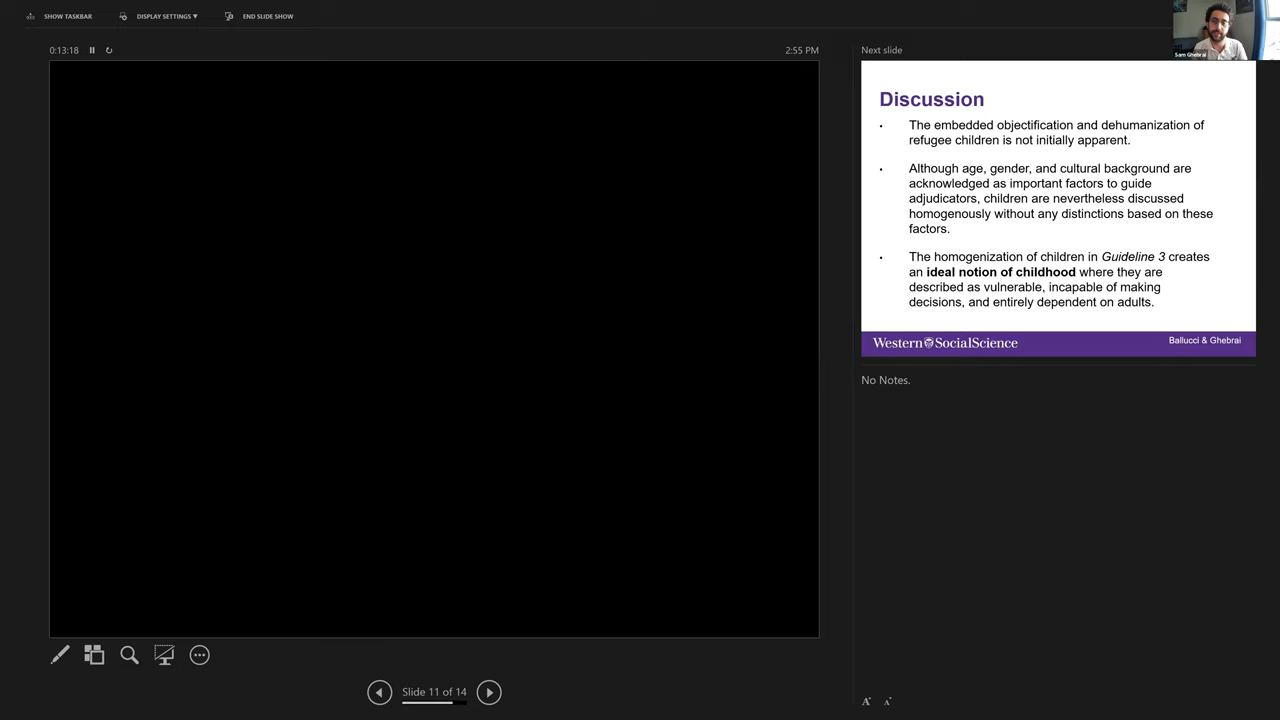 SHOW TASKBAR
DISPLAY SETTINGS ▼
END SLIDE SHOW
0:13:18
2:55 PM
Next slide
Sam Ghebrai
Discussion
• The embedded objectification and dehumanization of
refugee children is not initially apparent.
• Although age, gender, and cultural background are
acknowledged as important factors to guide
adjudicators, children are nevertheless discussed
homogenously without any distinctions based on these
factors.
• The homogenization of children in Guideline 3 creates
an ideal notion of childhood where they are
described as vulnerable, incapable of making
decisions, and entirely dependent on adults.
Western SocialScience
Ballucci & Ghebrai
No Notes.
Slide 11 of 14
A A